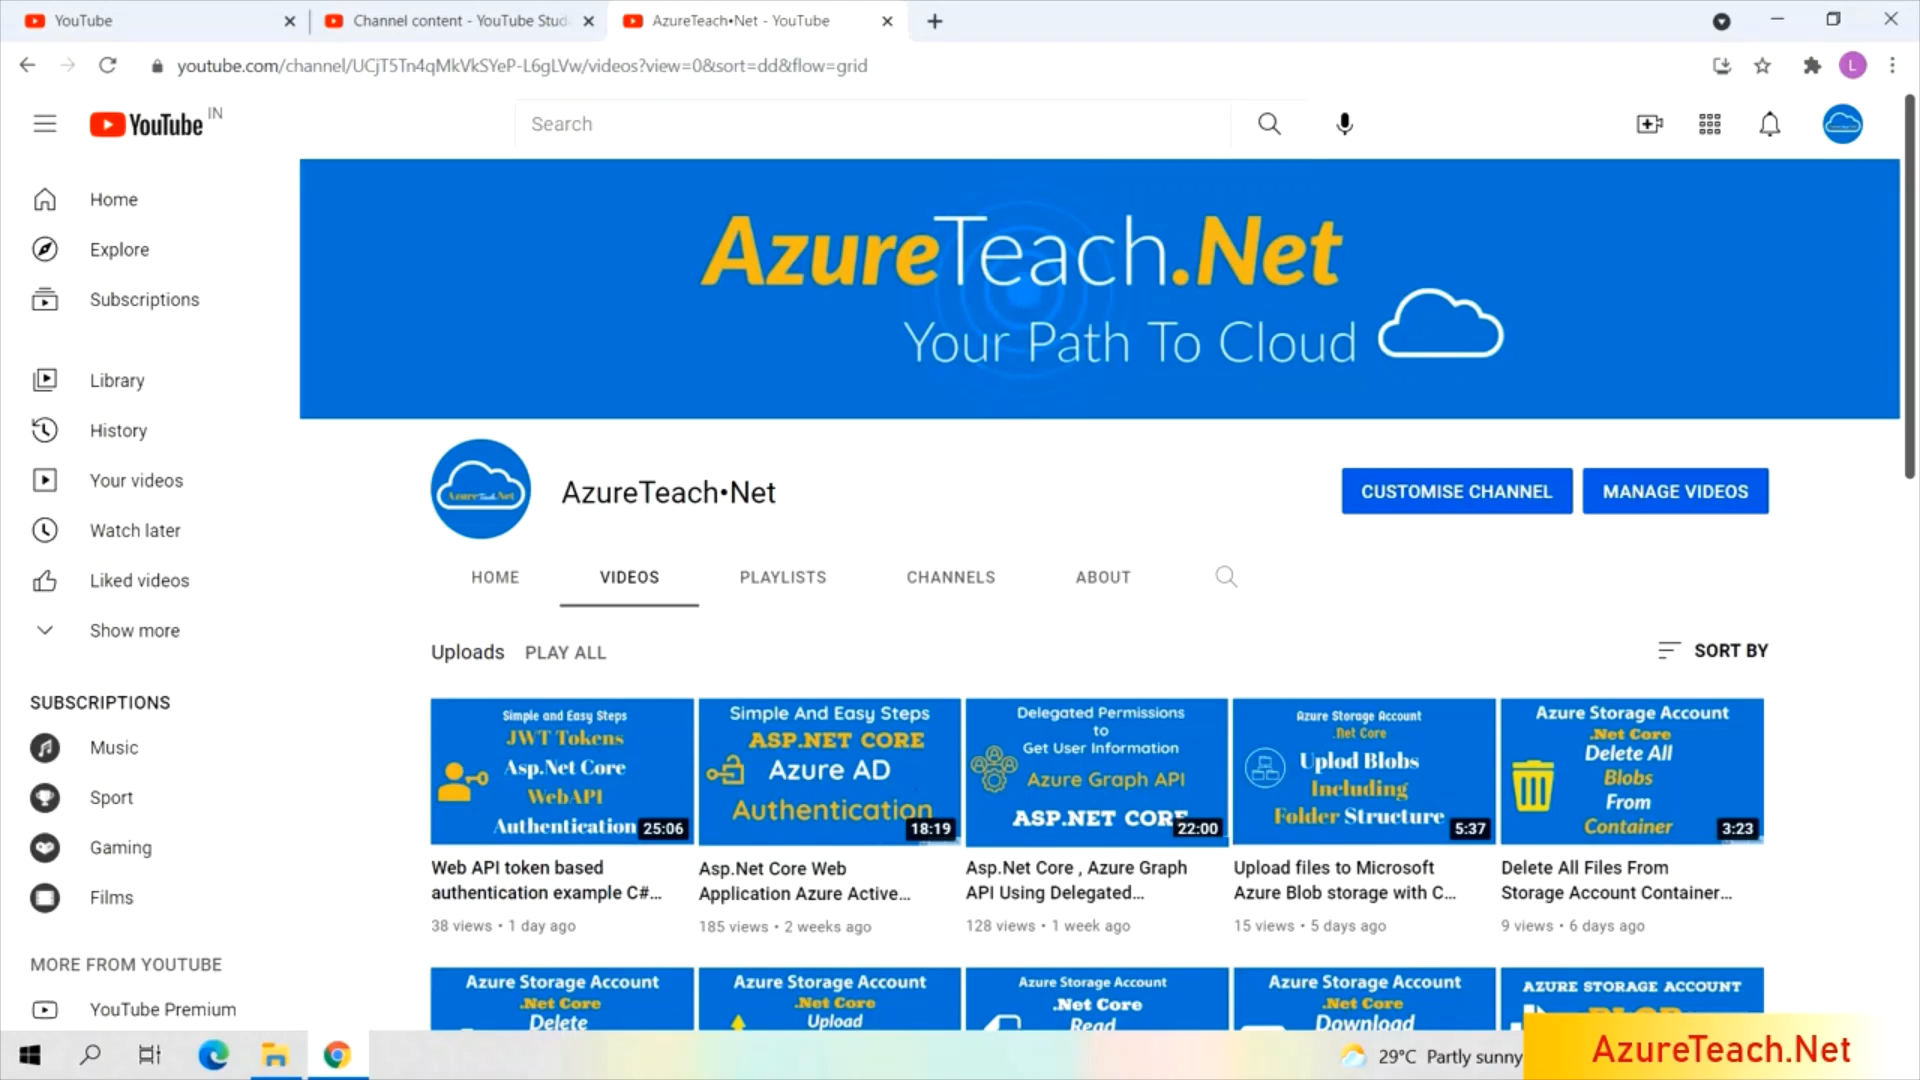 YouTube
Channel content - YouTube Stud
AzureTeach•Net - YouTube
youtube.com/channel/UCjT5Tn4qMkVkSYeP-L6gLVw/videos?view=0&sort=dd&flow=grid
L
YouTube IN
Search
Home
Explore
Subscriptions
Library
History
Your videos
Watch later
Liked videos
Show more
SUBSCRIPTIONS
Music
Sport
Gaming
Films
MORE FROM YOUTUBE
YouTube Premium
AzureTeach.Net
Your Path To Cloud
AzureTeach.Net
AzureTeach•Net
CUSTOMISE CHANNEL
MANAGE VIDEOS
HOME
VIDEOS
PLAYLISTS
CHANNELS
ABOUT
Uploads
PLAY ALL
SORT BY
Simple and Easy Steps
JWT Tokens
Asp.Net Core
WebAPI
Authentication
25:06
Web API token based
authentication example C#...
38 views • 1 day ago
Simple And Easy Steps
ASP.NET CORE
Azure AD
Authentication
18:19
Asp.Net Core Web
Application Azure Active...
185 views • 2 weeks ago
Delegated Permissions
to
Get User Information
Azure Graph API
ASP.NET CORE
22:00
Asp.Net Core , Azure Graph
API Using Delegated...
128 views • 1 week ago
Azure Storage Account
.Net Core
Uplod Blobs
Including
Folder Structure
5:37
Upload files to Microsoft
Azure Blob storage with C...
15 views • 5 days ago
Azure Storage Account
.Net Core
Delete All
Blobs
From
Container
3:23
Delete All Files From
Storage Account Container...
9 views • 6 days ago
Azure Storage Account
.Net Core
Delete
Azure Storage Account
.Net Core
Upload
Azure Storage Account
.Net Core
Read
Azure Storage Account
.Net Core
Download
AZURE STORAGE ACCOUNT
BLOB
29°C Partly sunny
AzureTeach.Net